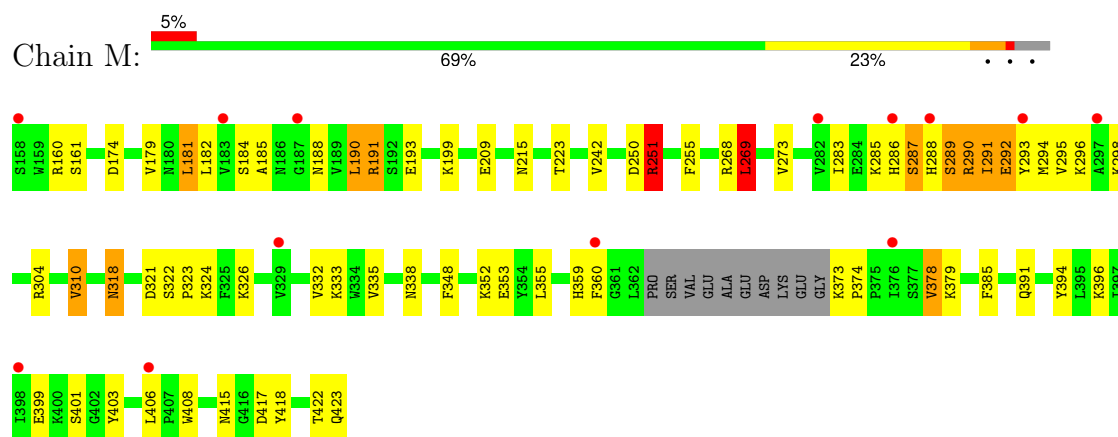 5%
Chain M:
69% 23% • • •
S158 W159 R160 S161 D174 V179 N180 L181 L182 V183 S184 A185 N186 G187 N188 V189 L190 R191 S192 E193 K199 E209 N215 T223 V242 D250 R251 F255 R268 L269 V273 V282 I283 E284 K285 H286 S287 H288 S289 R290 I291 E292 Y293 M294 V295 K296 A297
R304 V310 N318 D321 S322 P323 K324 F325 K326 V329 V332 K333 W334 V335 N338 F348 K352 E353 Y354 L355 H359 F360 G361 L362 PRO SER VAL GLU ALA GLU ASP LYS GLU GLU GLY K373 P374 P375 I376 S377 V378 K379 F385 Q391 Y394 L395 K396
I398 E399 K400 S401 G402 Y403 L406 P407 W408 N415 G416 D417 Y418 T422 Q423